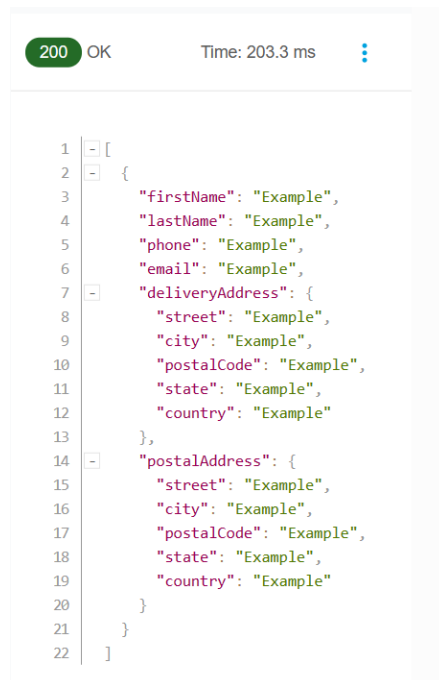 200 OK Time: 203.3 ms
1 - [
2 - {
3 "firstName": "Example",
4 "lastName": "Example",
5 "phone": "Example",
6 "email": "Example",
7 - "deliveryAddress": {
8 "street": "Example",
9 "city": "Example",
10 "postalCode": "Example",
11 "state": "Example",
12 "country": "Example"
13 },
14 - "postalAddress": {
15 "street": "Example",
16 "city": "Example",
17 "postalCode": "Example",
18 "state": "Example",
19 "country": "Example"
20 }
21 }
22 ]